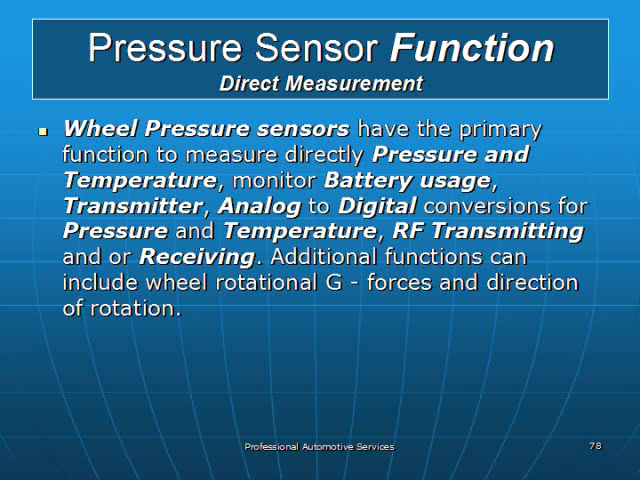 Pressure Sensor Function
Direct Measurement
Wheel Pressure sensors have the primary
function to measure directly Pressure and
Temperature, monitor Battery usage,
Transmitter, Analog to Digital conversions for
Pressure and Temperature, RF Transmitting
and or Receiving. Additional functions can
include wheel rotational G - forces and direction
of rotation.
Professional Automotive Services
78